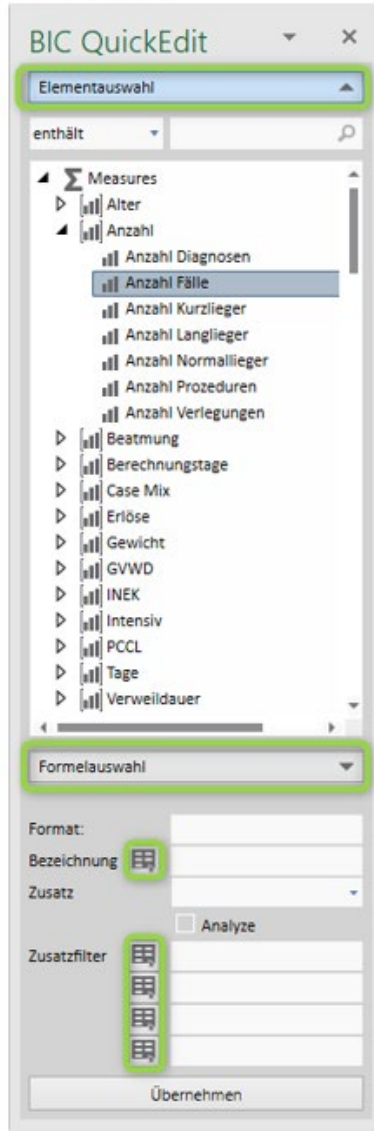 BIC QuickEdit
Elementauswahl
enthält
Measures
Alter
Anzahl
Anzahl Diagnosen
Anzahl Fälle
Anzahl Kurzlieger
Anzahl Langlieger
Anzahl Normallieger
Anzahl Prozeduren
Anzahl Verlegungen
Beatmung
Berechnungstage
Case Mix
Erlöse
Gewicht
GVWD
INEK
Intensiv
PCCL
Tage
Verweildauer
Formelauswahl
Format:
Bezeichnung
Zusatz
Analyze
Zusatzfilter
Übernehmen